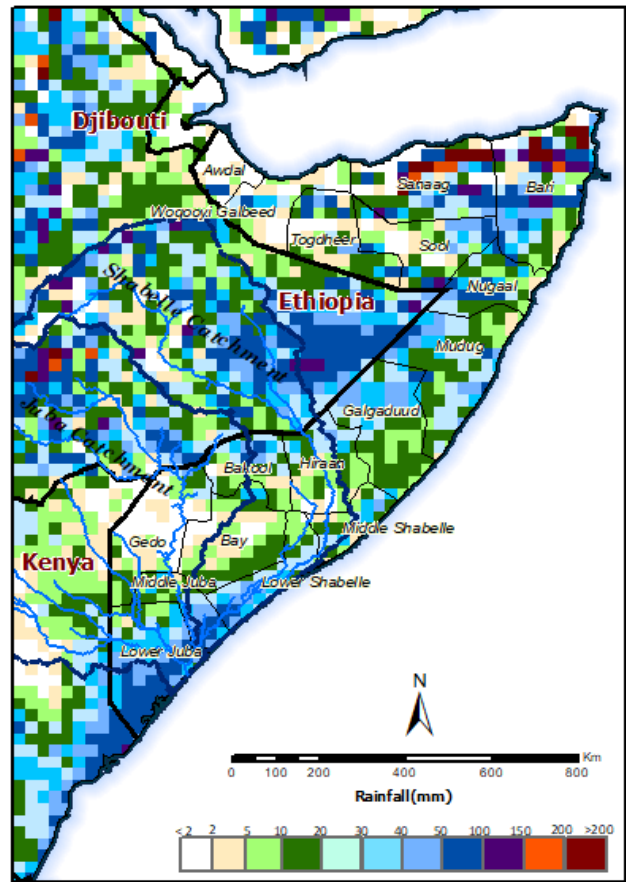 Djibouti
Awdal
Sanaag
Bari
Woqooyi Galbeed
Togdheer
Sool
Shabelle Catchment
Ethiopia
Nugaal
Mudug
Juba Catchment
Galgaduud
Bakool
Hiraan
Gedo
Bay
Middle Shabelle
Kenya
Middle Juba
Lower Shabelle
Lower Juba
N
Km
0 100 200 400 600 800
Rainfall(mm)
<2 2 5 10 20 30 40 50 100 150 200 >200